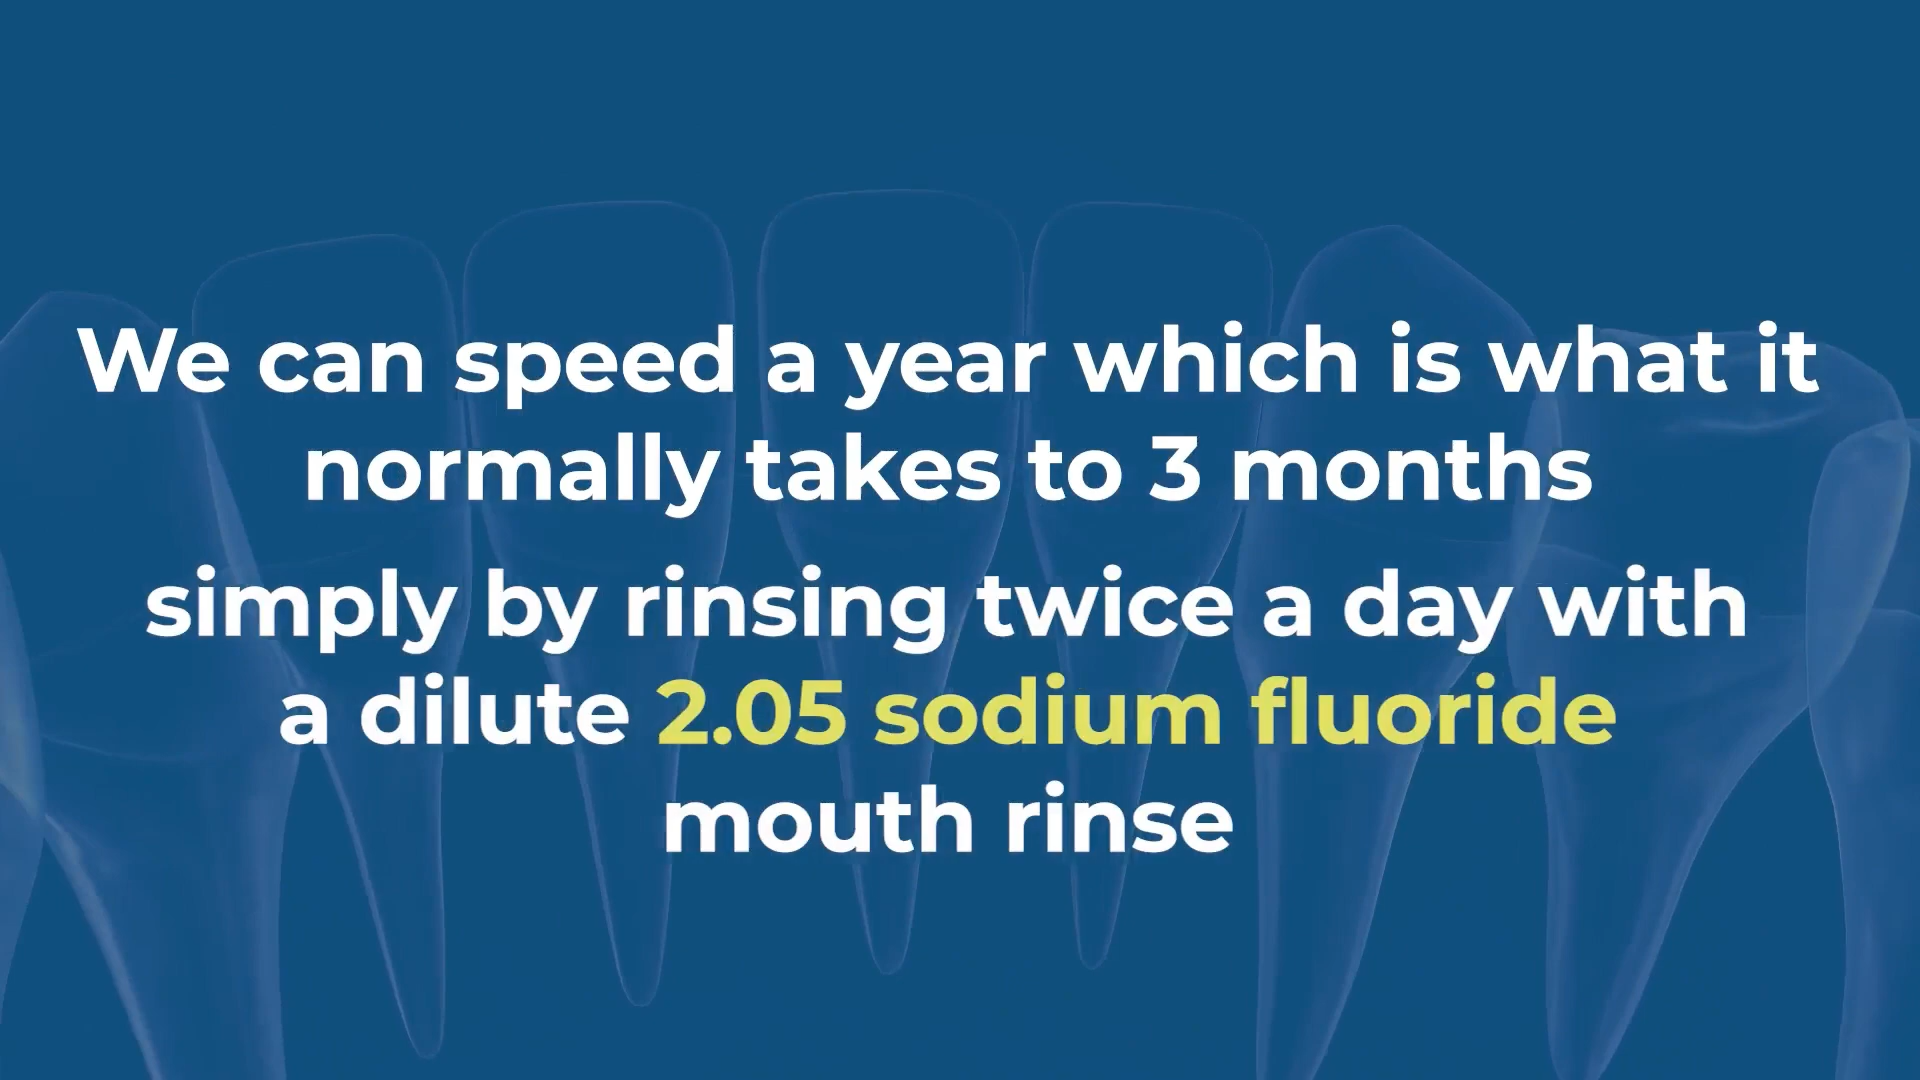 We can speed a year which is what it
normally takes to 3 months
simply by rinsing twice a day with
a dilute 2.05 sodium fluoride
mouth rinse